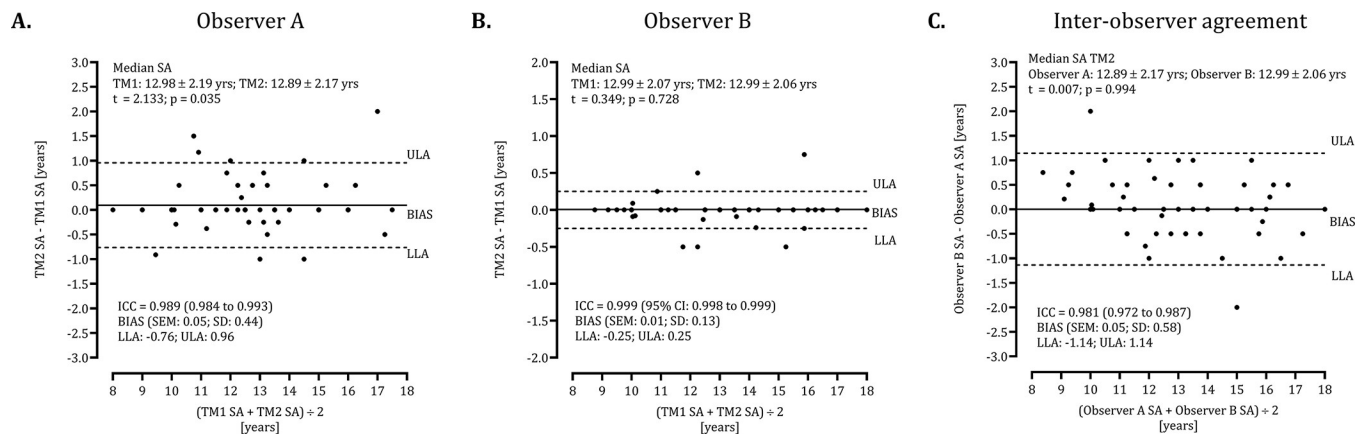 A.
Observer A
Median SA
TM1: 12.98 ± 2.19 yrs; TM2: 12.89 ± 2.17 yrs
t = 2.133; p = 0.035
TM2 SA - TM1 SA [years]
3.0
2.5
2.0
1.5
1.0
0.5
0.0
-0.5
-1.0
-1.5
-2.0
-2.5
-3.0
ULA
BIAS
LLA
ICC = 0.989 (0.984 to 0.993)
BIAS (SEM: 0.05; SD: 0.44)
LLA: -0.76; ULA: 0.96
8 9 10 11 12 13 14 15 16 17 18
(TM1 SA + TM2 SA) ÷ 2
[years]
B.
Observer B
Median SA
TM1: 12.99 ± 2.07 yrs; TM2: 12.99 ± 2.06 yrs
t = 0.349; p = 0.728
TM2 SA - TM1 SA [years]
2.0
1.5
1.0
0.5
0.0
-0.5
-1.0
-1.5
-2.0
ULA
BIAS
LLA
ICC = 0.999 (95% CI: 0.998 to 0.999)
BIAS (SEM: 0.01; SD: 0.13)
LLA: -0.25; ULA: 0.25
8 9 10 11 12 13 14 15 16 17 18
(TM1 SA + TM2 SA) ÷ 2
[years]
C.
Inter-observer agreement
Median SA TM2
Observer A: 12.89 ± 2.17 yrs; Observer B: 12.99 ± 2.06 yrs
t = 0.007; p = 0.994
Observer B SA - Observer A SA [years]
3.0
2.5
2.0
1.5
1.0
0.5
0.0
-0.5
-1.0
-1.5
-2.0
-2.5
-3.0
ULA
BIAS
LLA
ICC = 0.981 (0.972 to 0.987)
BIAS (SEM: 0.05; SD: 0.58)
LLA: -1.14; ULA: 1.14
8 9 10 11 12 13 14 15 16 17 18
(Observer A SA + Observer B SA) ÷ 2
[years]